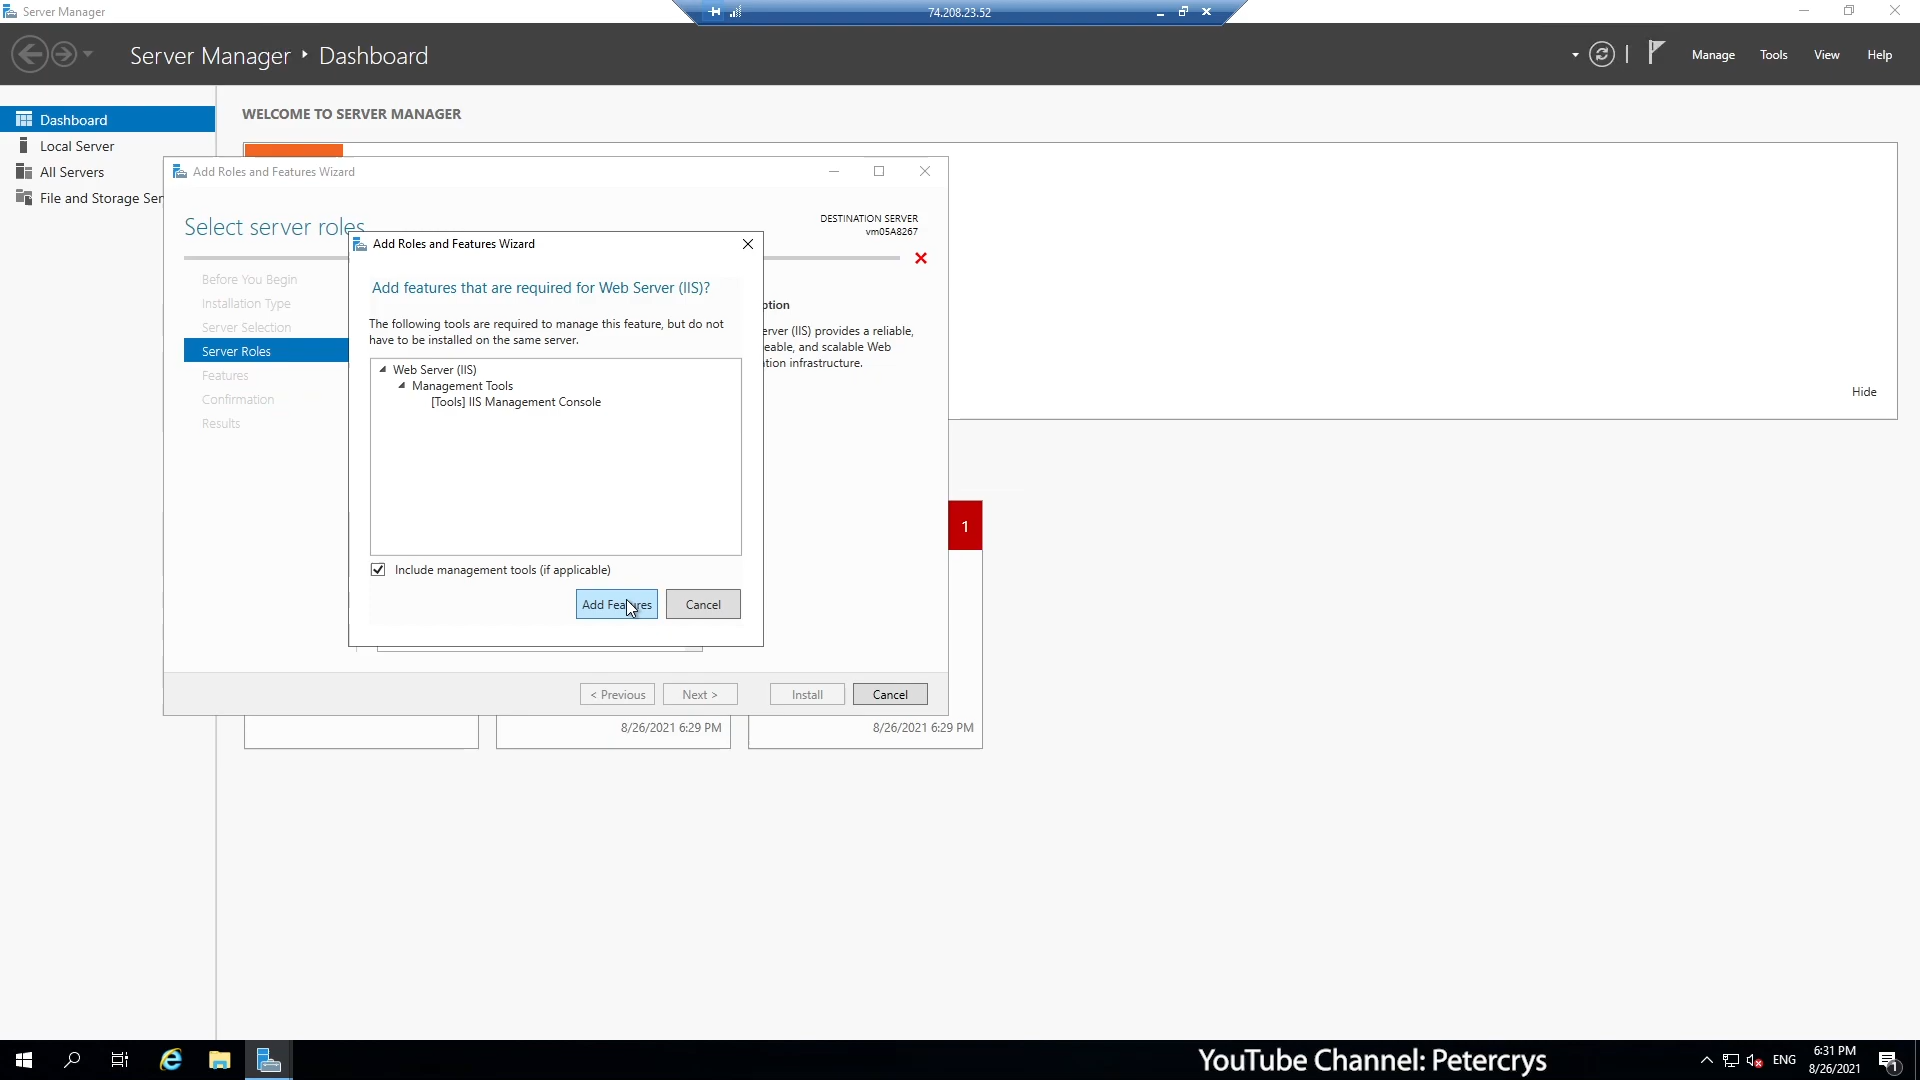 Server Manager
74.208.23.52
Server Manager
Dashboard
Manage
Tools
View
Help
Dashboard
Local Server
All Servers
File and Storage Ser
WELCOME TO SERVER MANAGER
Add Roles and Features Wizard
Select server roles
DESTINATION SERVER
vm05A8267
Before You Begin
Installation Type
Server Selection
Server Roles
Features
Confirmation
Results
ption
erver (IIS) provides a reliable,
eable, and scalable Web
tion infrastructure.
Add Roles and Features Wizard
Add features that are required for Web Server (IIS)?
The following tools are required to manage this feature, but do not
have to be installed on the same server.
Web Server (IIS)
Management Tools
[Tools] IIS Management Console
Include management tools (if applicable)
Add Features
Cancel
< Previous
Next >
Install
Cancel
Hide
1
8/26/2021 6:29 PM
8/26/2021 6:29 PM
YouTube Channel: Petercrys
ENG
6:31 PM
8/26/2021
1